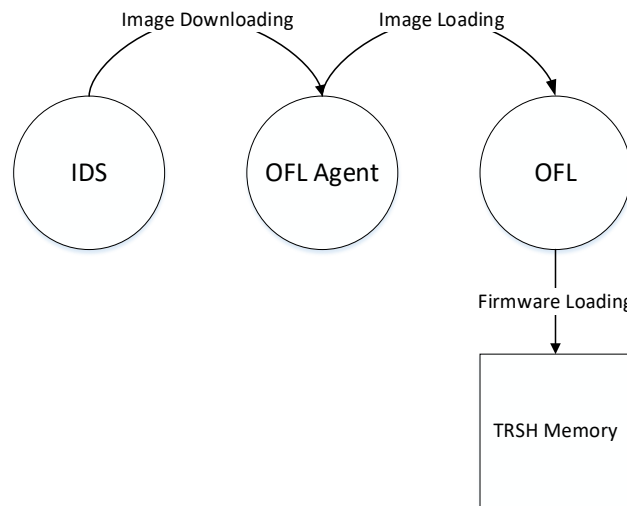 Image Downloading
Image Loading
IDS
OFL Agent
OFL
Firmware Loading
TRSH Memory